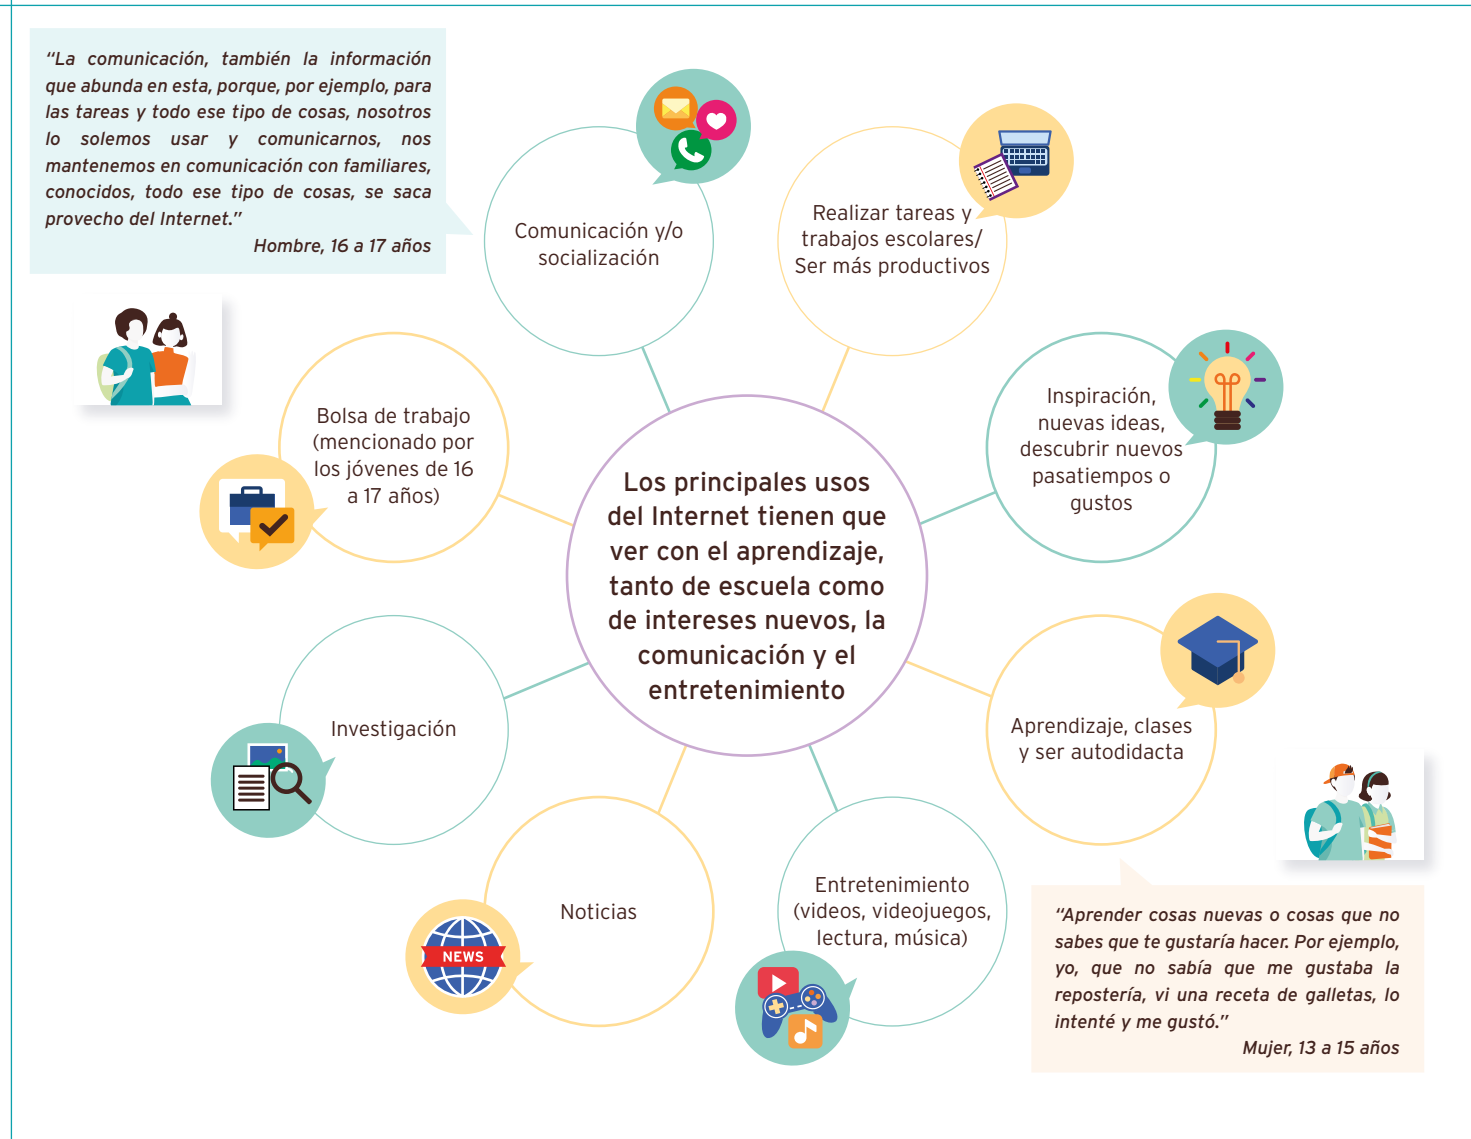 “La comunicación, también la información
que abunda en esta, porque, por ejemplo, para
las tareas y todo ese tipo de cosas, nosotros
lo solemos usar y comunicarnos, nos
mantenemos en comunicación con familiares,
conocidos, todo ese tipo de cosas, se saca
provecho del Internet.”
Hombre, 16 a 17 años
Comunicación y/o
socialización
Realizar tareas y
trabajos escolares/
Ser más productivos
Inspiración,
nuevas ideas,
descubrir nuevos
pasatiempos o
gustos
Bolsa de trabajo
(mencionado por
los jóvenes de 16
a 17 años)
Los principales usos
del Internet tienen que
ver con el aprendizaje,
tanto de escuela como
de intereses nuevos, la
comunicación y el
entretenimiento
Investigación
Aprendizaje, clases
y ser autodidacta
Noticias
NEWS
Entretenimiento
(videos, videojuegos,
lectura, música)
“Aprender cosas nuevas o cosas que no
sabes que te gustaría hacer. Por ejemplo,
yo, que no sabía que me gustaba la
repostería, vi una receta de galletas, lo
intenté y me gustó.”
Mujer, 13 a 15 años